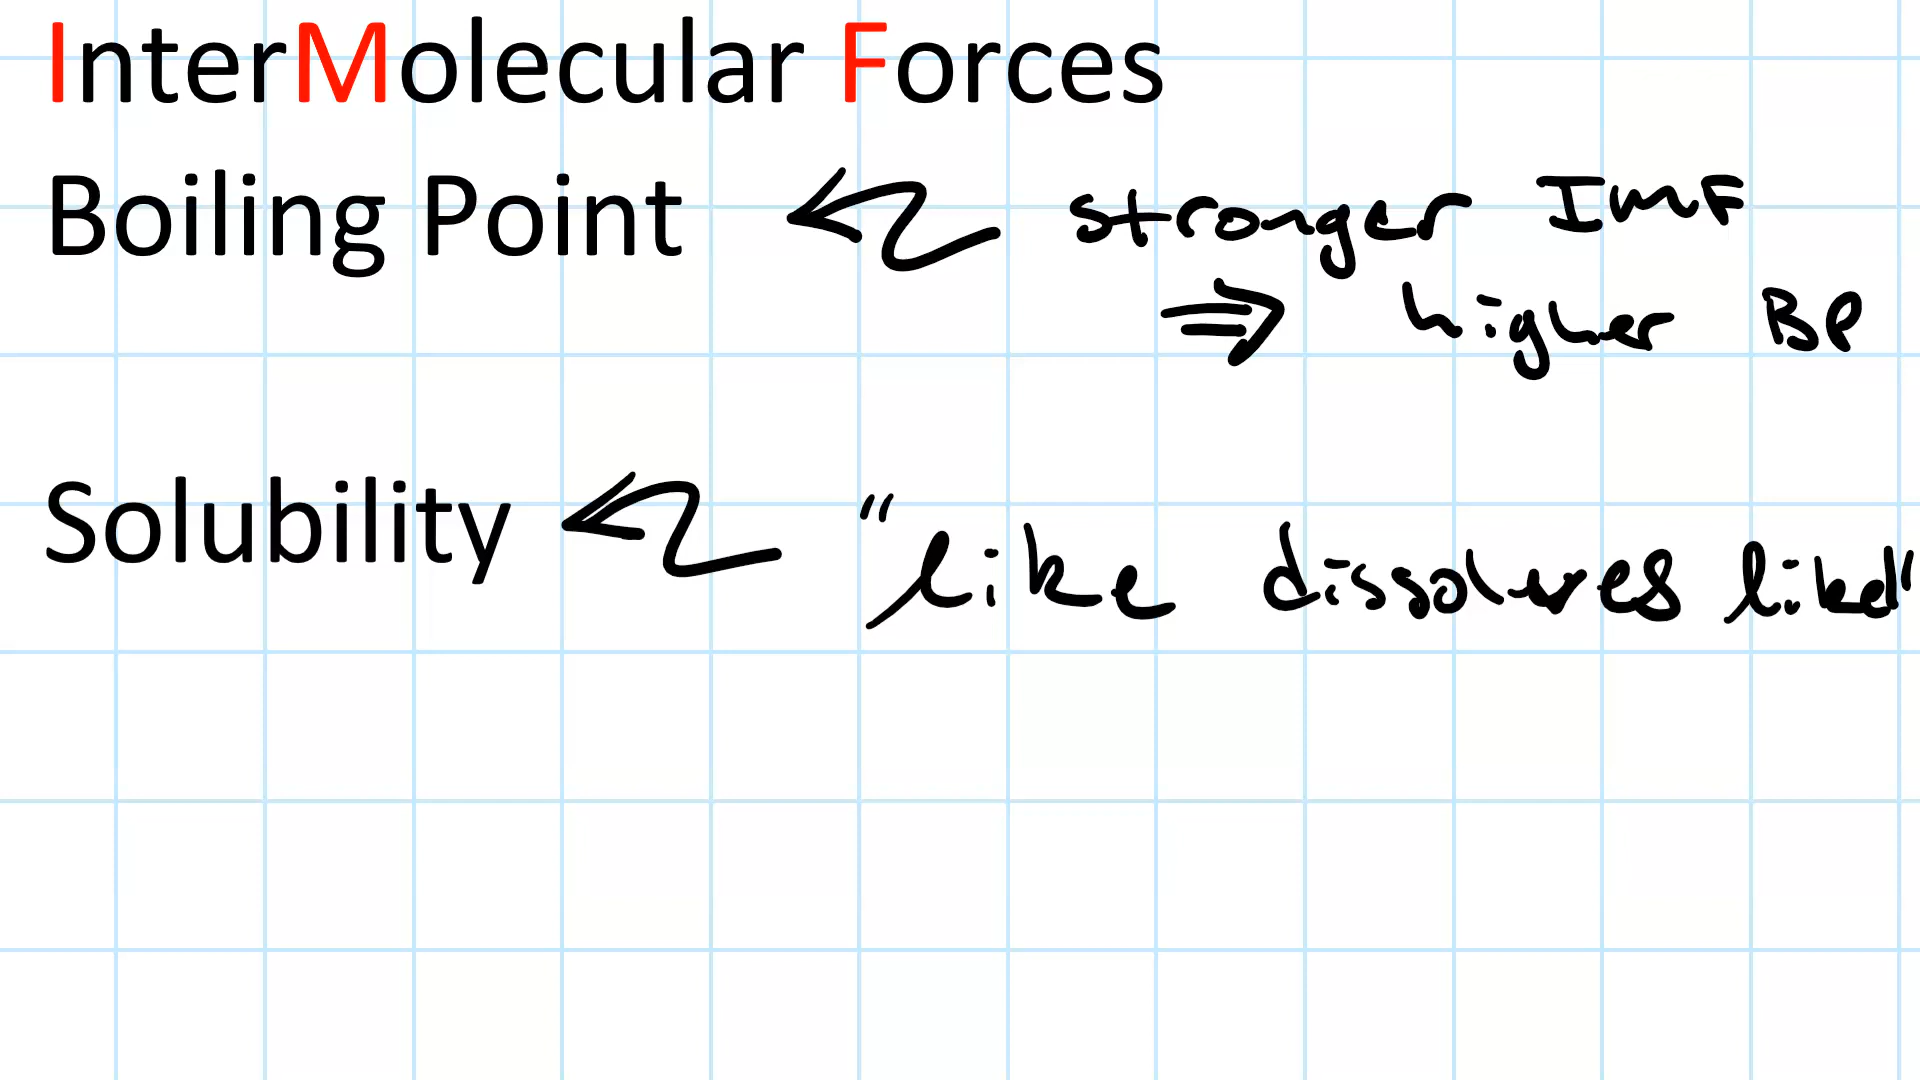 InterMolecular Forces
Boiling Point stronger IMF
⇒ higher BP
Solubility "like dissolves like"